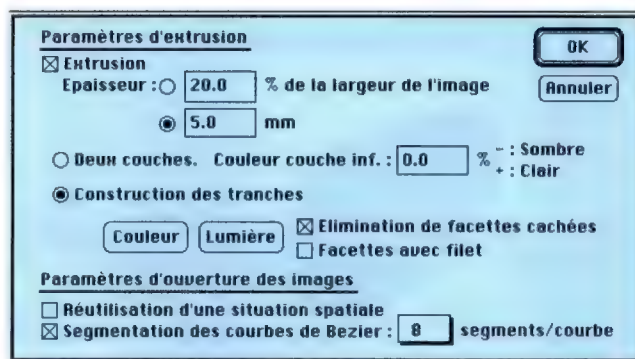 Paramètres d'extrusion
OK
Extrusion
Epaisseur : 20.0 % de la largeur de l'image
Annuler
5.0 mm
Deux couches. Couleur couche inf. : 0.0 % - : Sombre
+ : Clair
Construction des tranches
Couleur Lumière Elimination de facettes cachées
Facettes avec filet
Paramètres d'ouverture des images
Réutilisation d'une situation spatiale
Segmentation des courbes de Bezier : 8 segments/courbe